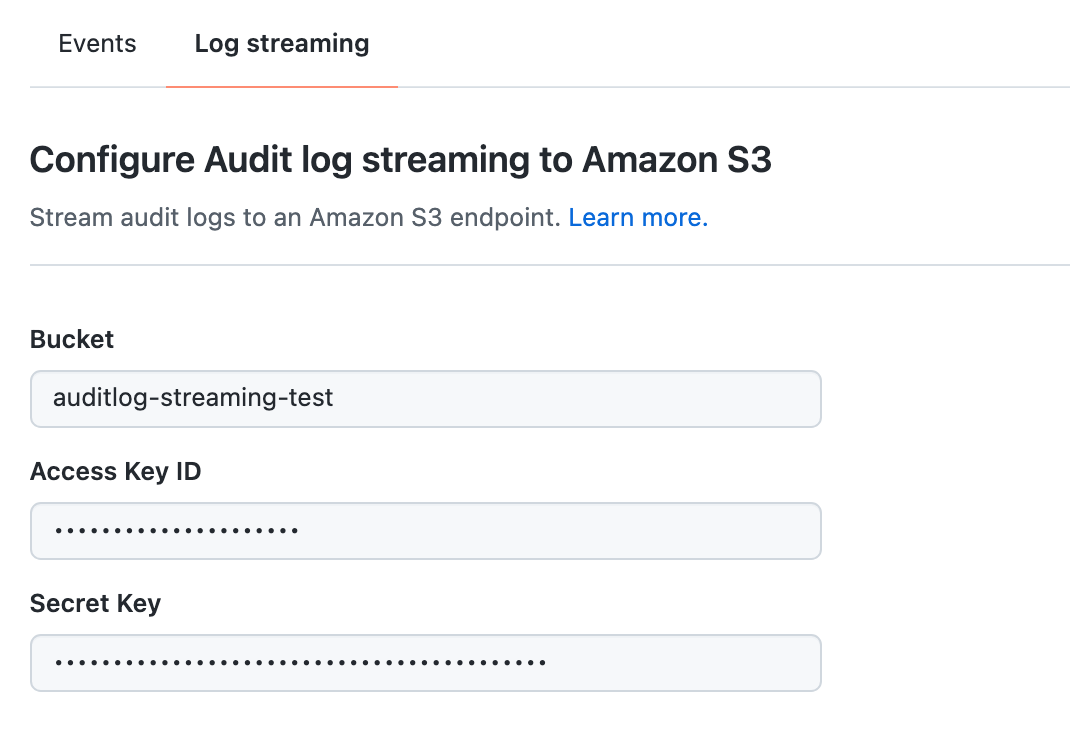 Events Log streaming
Configure Audit log streaming to Amazon S3
Stream audit logs to an Amazon S3 endpoint. Learn more.
Bucket
auditlog-streaming-test
Access Key ID
•••••••••••••••••••••
Secret Key
••••••••••••••••••••••••••••••••••••••••••